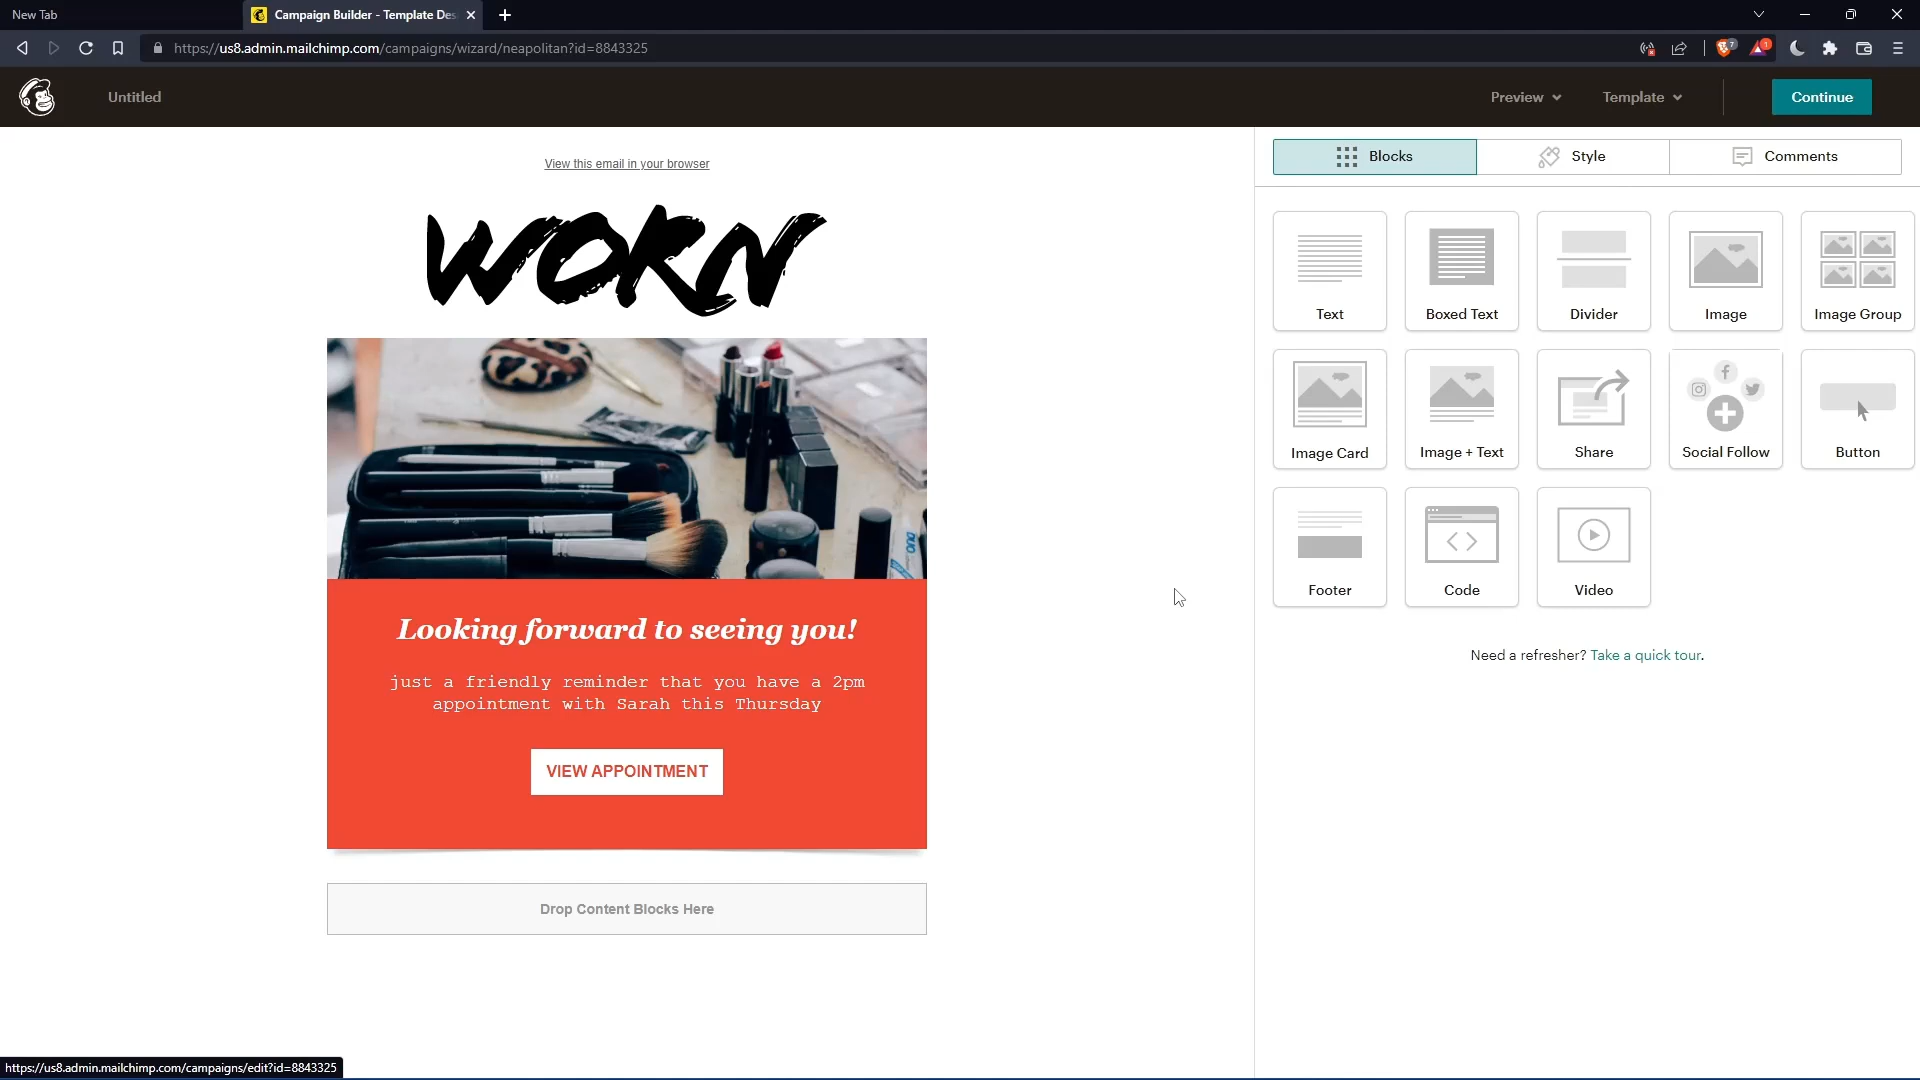 New Tab
Campaign Builder - Template Des
https://us8.admin.mailchimp.com/campaigns/wizard/neapolitan?id=8843325
7
1
Untitled
Preview
Template
Continue
View this email in your browser
WORN
Looking forward to seeing you!
just a friendly reminder that you have a 2pm
appointment with Sarah this Thursday
VIEW APPOINTMENT
Drop Content Blocks Here
Blocks
Style
Comments
Text
Boxed Text
Divider
Image
Image Group
Image Card
Image + Text
Share
Social Follow
Button
Footer
Code
Video
Need a refresher? Take a quick tour.
https://us8.admin.mailchimp.com/campaigns/edit?id=8843325